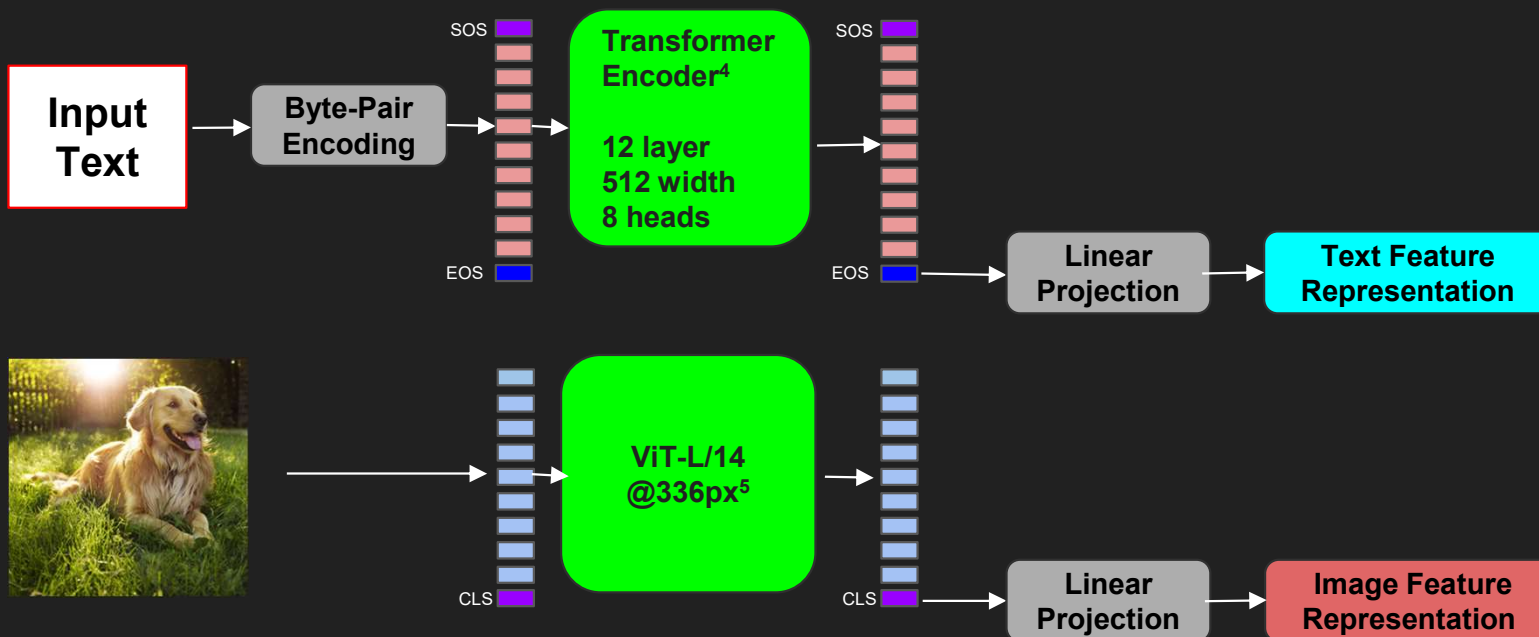 SOS
SOS
Transformer
Encoder⁴
12 layer
512 width
8 heads
Input
Text
Byte-Pair
Encoding
EOS
EOS
Linear
Projection
Text Feature
Representation
ViT-L/14
@336px⁵
CLS
CLS
Linear
Projection
Image Feature
Representation